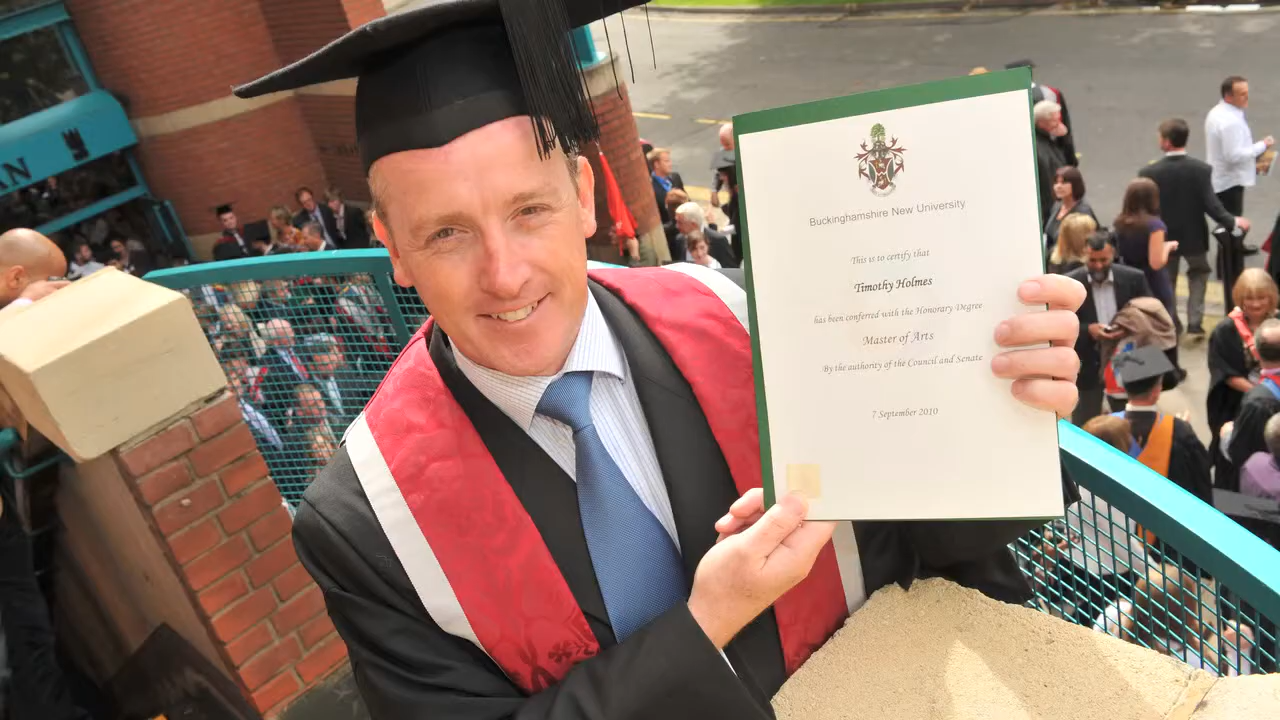 AN
Buckinghamshire New University
This is to certify that
Timothy Holmes
has been conferred with the Honorary Degree
Master of Arts
By the authority of the Council and Senate
7 September 2010